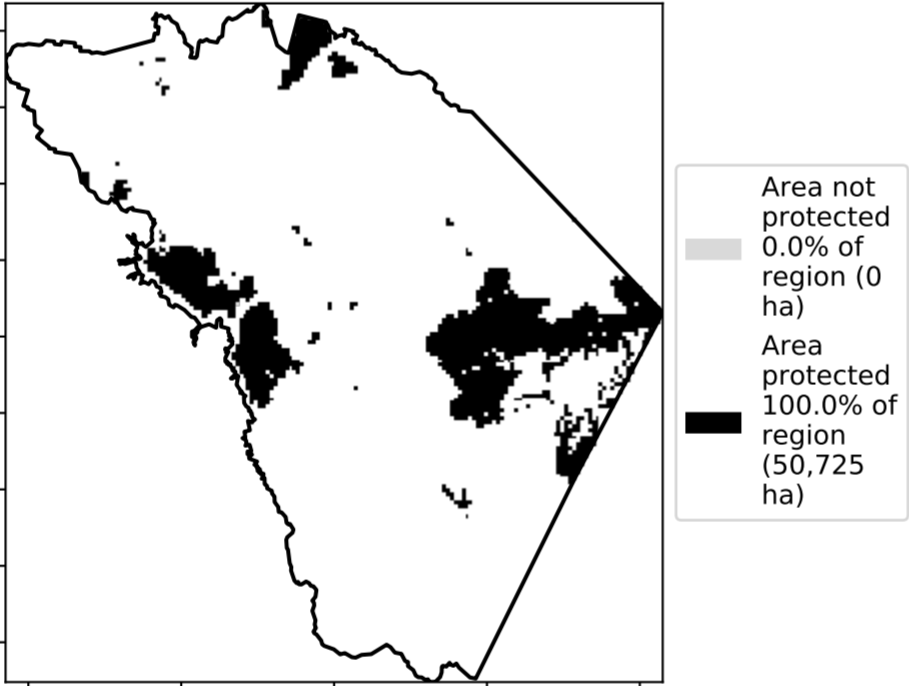 Area not
protected
0.0% of
region (0
ha)
Area
protected
100.0% of
region
(50,725
ha)